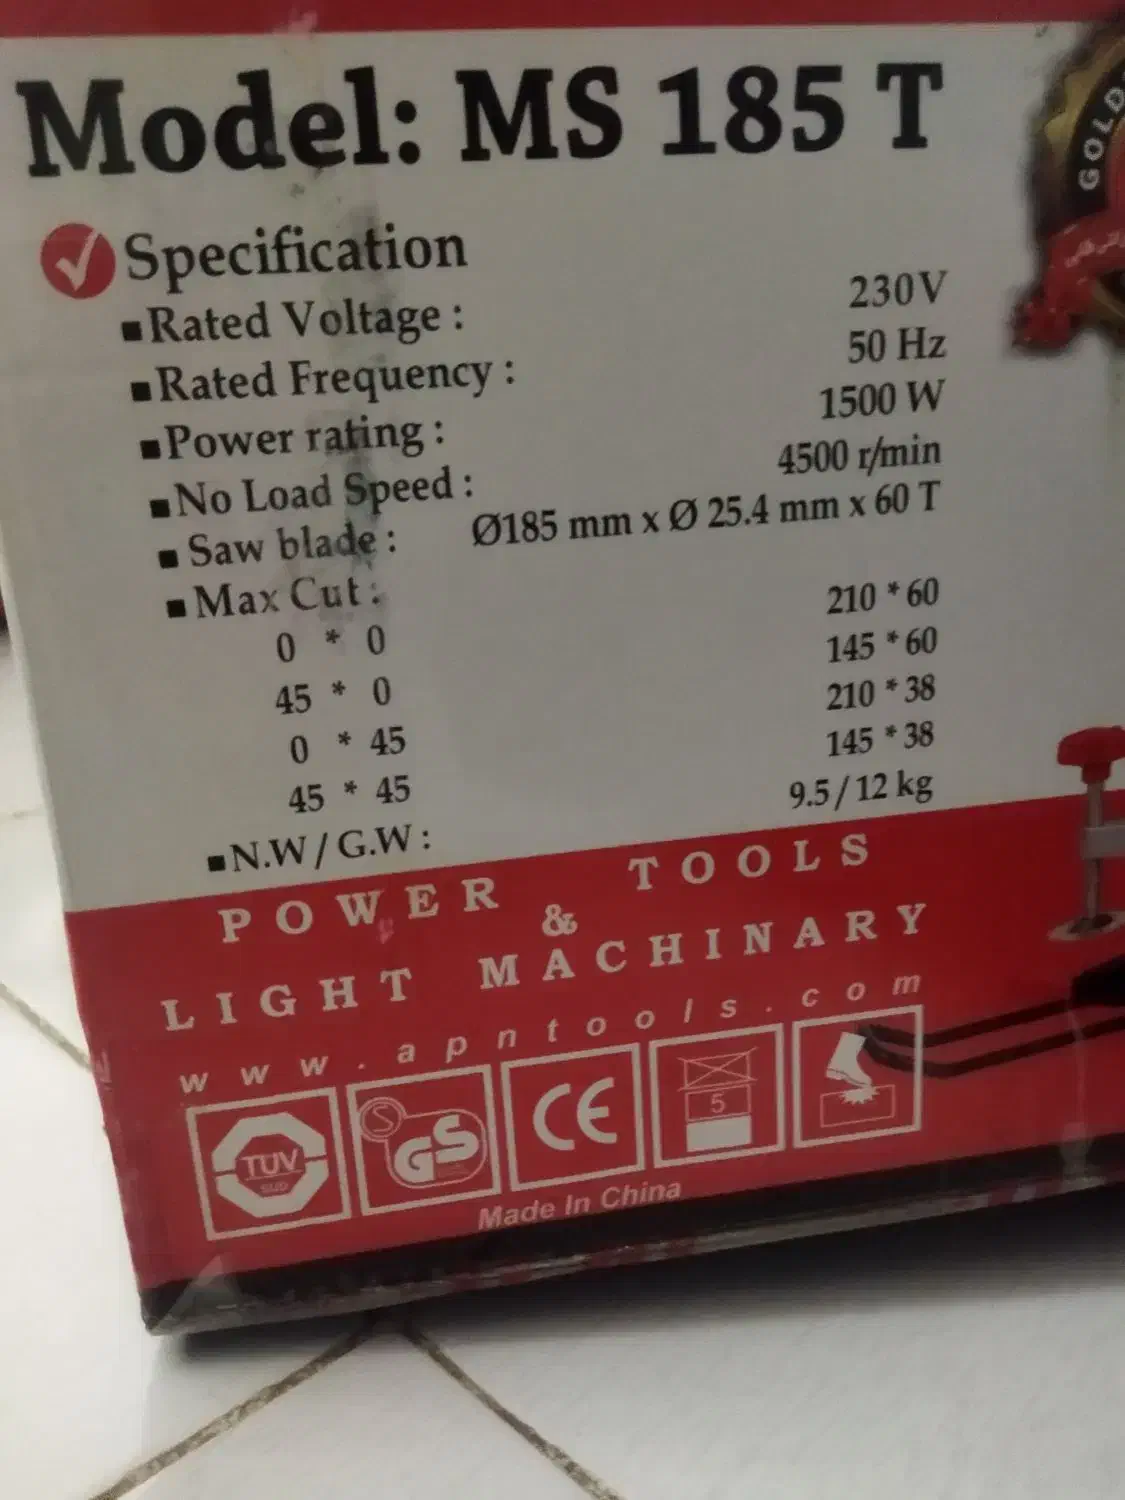 Model: MS 185 T
GOLD
Specification
Rated Voltage : 230V
Rated Frequency : 50 Hz
Power rating : 1500 W
No Load Speed : 4500 r/min
Saw blade : Ø185 mm x Ø 25.4 mm x 60 T
Max Cut :
0 * 0 210 * 60
45 * 0 145 * 60
0 * 45 210 * 38
45 * 45 145 * 38
N.W / G.W : 9.5 / 12 kg
POWER TOOLS
&
LIGHT MACHINARY
www.apntools.com
TUV
SUD
S
GS
CE
5
Made In China